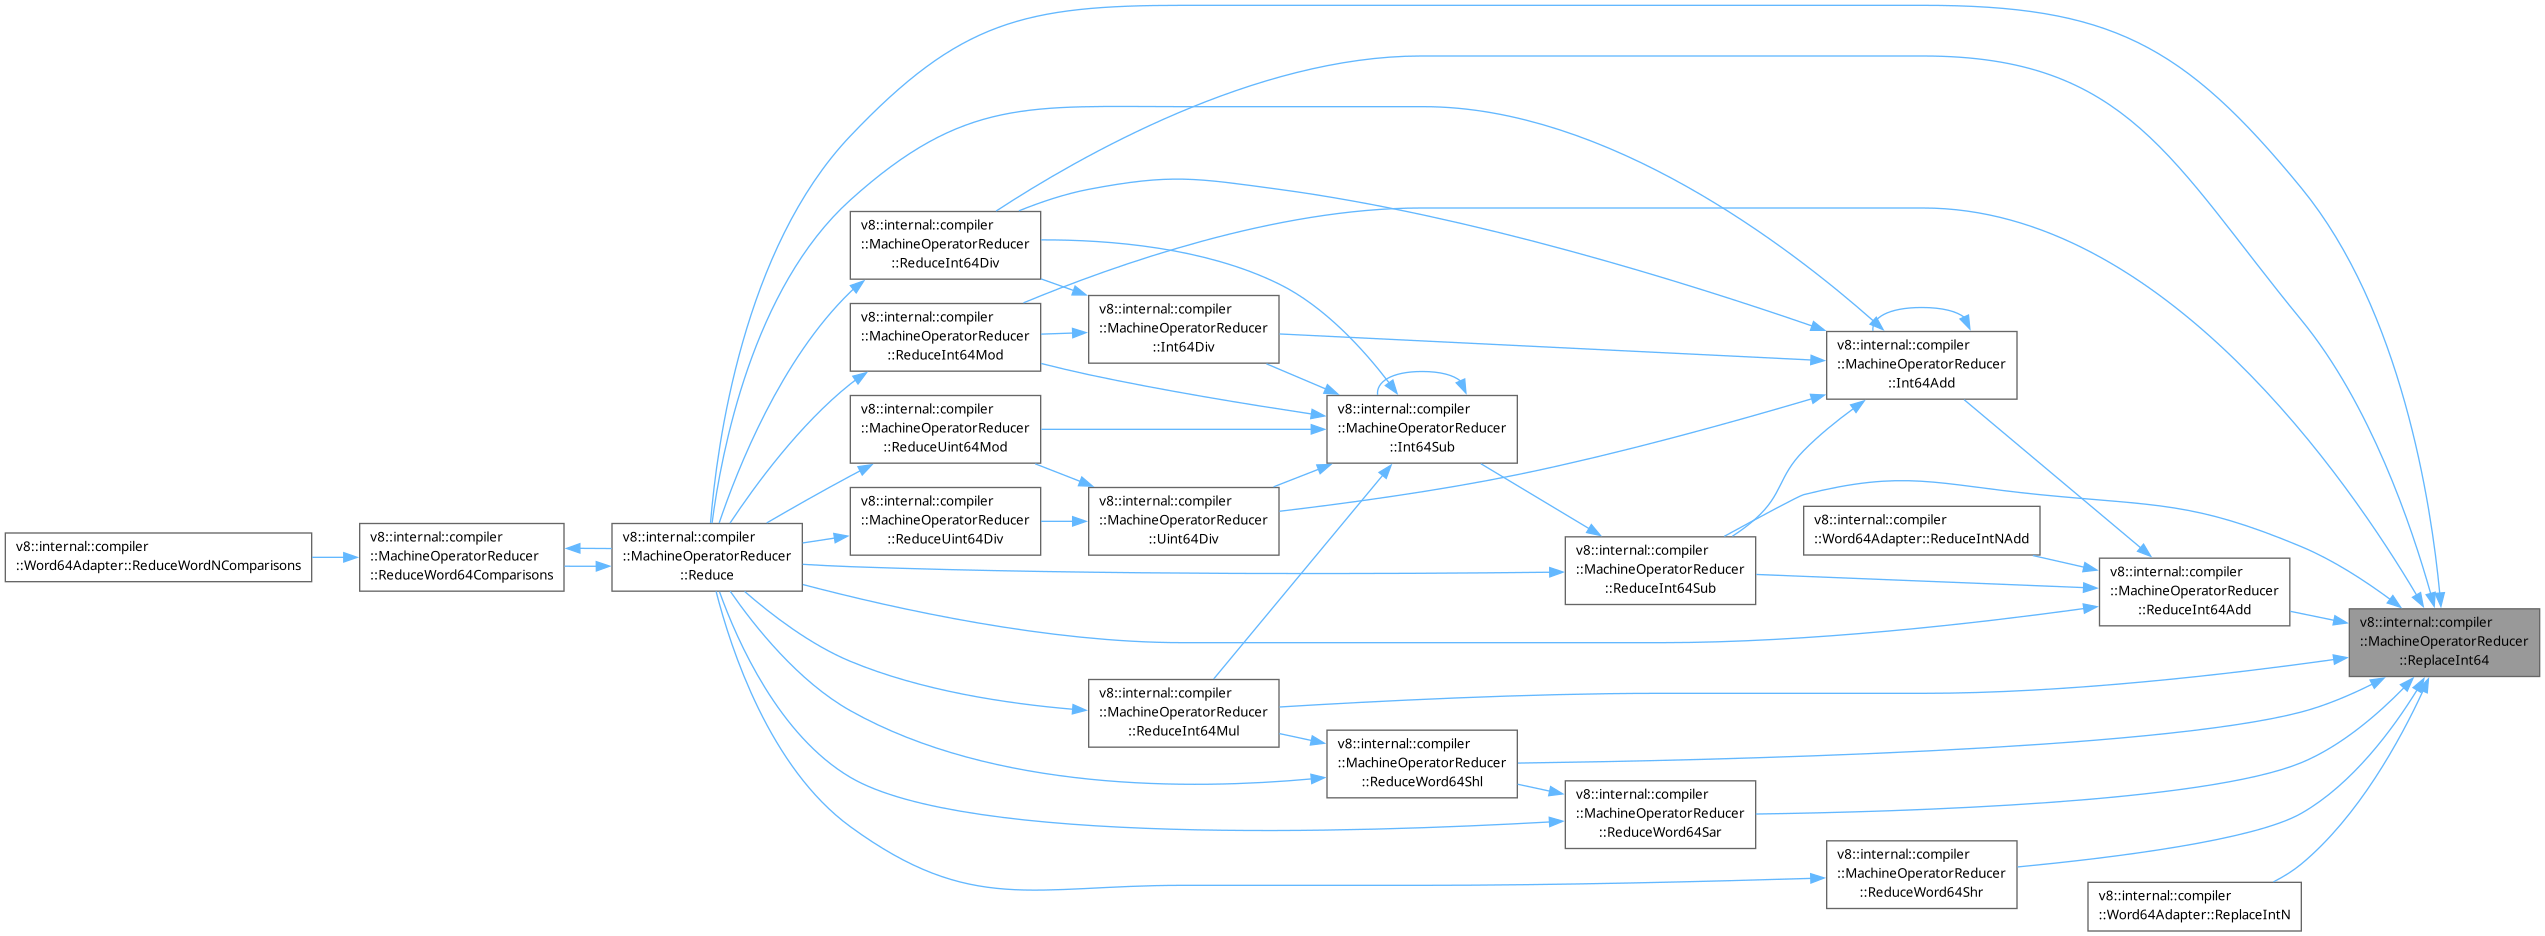 v8::internal::compiler
::Word64Adapter::ReduceWordNComparisons
v8::internal::compiler
::MachineOperatorReducer
::ReduceWord64Comparisons
v8::internal::compiler
::MachineOperatorReducer
::Reduce
v8::internal::compiler
::MachineOperatorReducer
::ReduceInt64Div
v8::internal::compiler
::MachineOperatorReducer
::ReduceInt64Mod
v8::internal::compiler
::MachineOperatorReducer
::ReduceUint64Mod
v8::internal::compiler
::MachineOperatorReducer
::ReduceUint64Div
v8::internal::compiler
::MachineOperatorReducer
::Int64Div
v8::internal::compiler
::MachineOperatorReducer
::Uint64Div
v8::internal::compiler
::MachineOperatorReducer
::ReduceInt64Mul
v8::internal::compiler
::MachineOperatorReducer
::Int64Sub
v8::internal::compiler
::MachineOperatorReducer
::ReduceWord64Shl
v8::internal::compiler
::MachineOperatorReducer
::ReduceInt64Sub
v8::internal::compiler
::MachineOperatorReducer
::ReduceWord64Sar
v8::internal::compiler
::MachineOperatorReducer
::Int64Add
v8::internal::compiler
::Word64Adapter::ReduceIntNAdd
v8::internal::compiler
::MachineOperatorReducer
::ReduceWord64Shr
v8::internal::compiler
::MachineOperatorReducer
::ReduceInt64Add
v8::internal::compiler
::Word64Adapter::ReplaceIntN
v8::internal::compiler
::MachineOperatorReducer
::ReplaceInt64